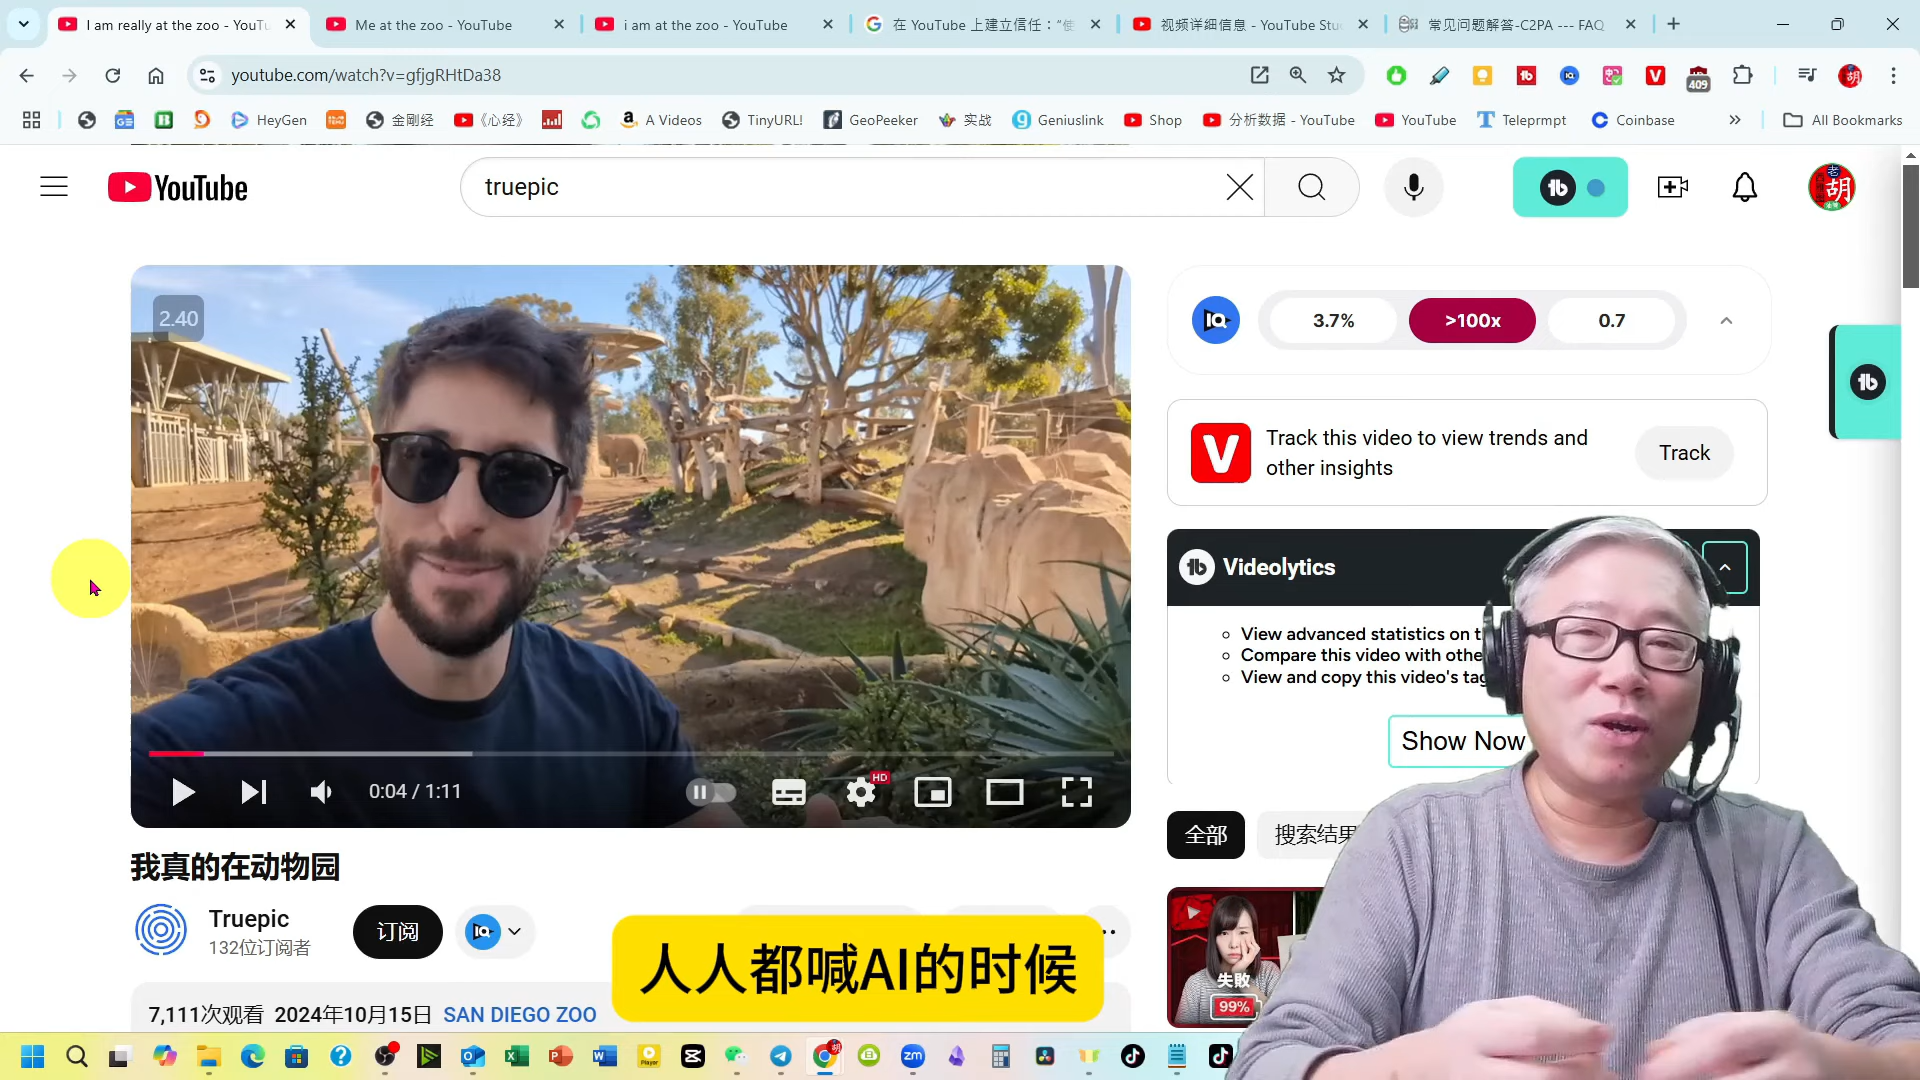 I am really at the zoo - YouTu
Me at the zoo - YouTube
i am at the zoo - YouTube
在 YouTube 上建立信任：“使
视频详细信息 - YouTube Stu
常见问题解答-C2PA --- FAQ
youtube.com/watch?v=gfjgRHtDa38
409
胡
HeyGen
金刚经
《心经》
A Videos
TinyURL!
GeoPeeker
实战
Geniuslink
Shop
分析数据 - YouTube
YouTube
Teleprmpt
Coinbase
All Bookmarks
YouTube
truepic
老
胡
2.40
3.7%
>100x
0.7
Track this video to view trends and
other insights
Track
Videolytics
View advanced statistics on t
Compare this video with othe
View and copy this video's tag
Show Now
0:04 / 1:11
HD
全部
搜索结果
我真的在动物园
Truepic
132位订阅者
订阅
失败
99%
人人都喊AI的时候
7,111次观看 2024年10月15日 SAN DIEGO ZOO